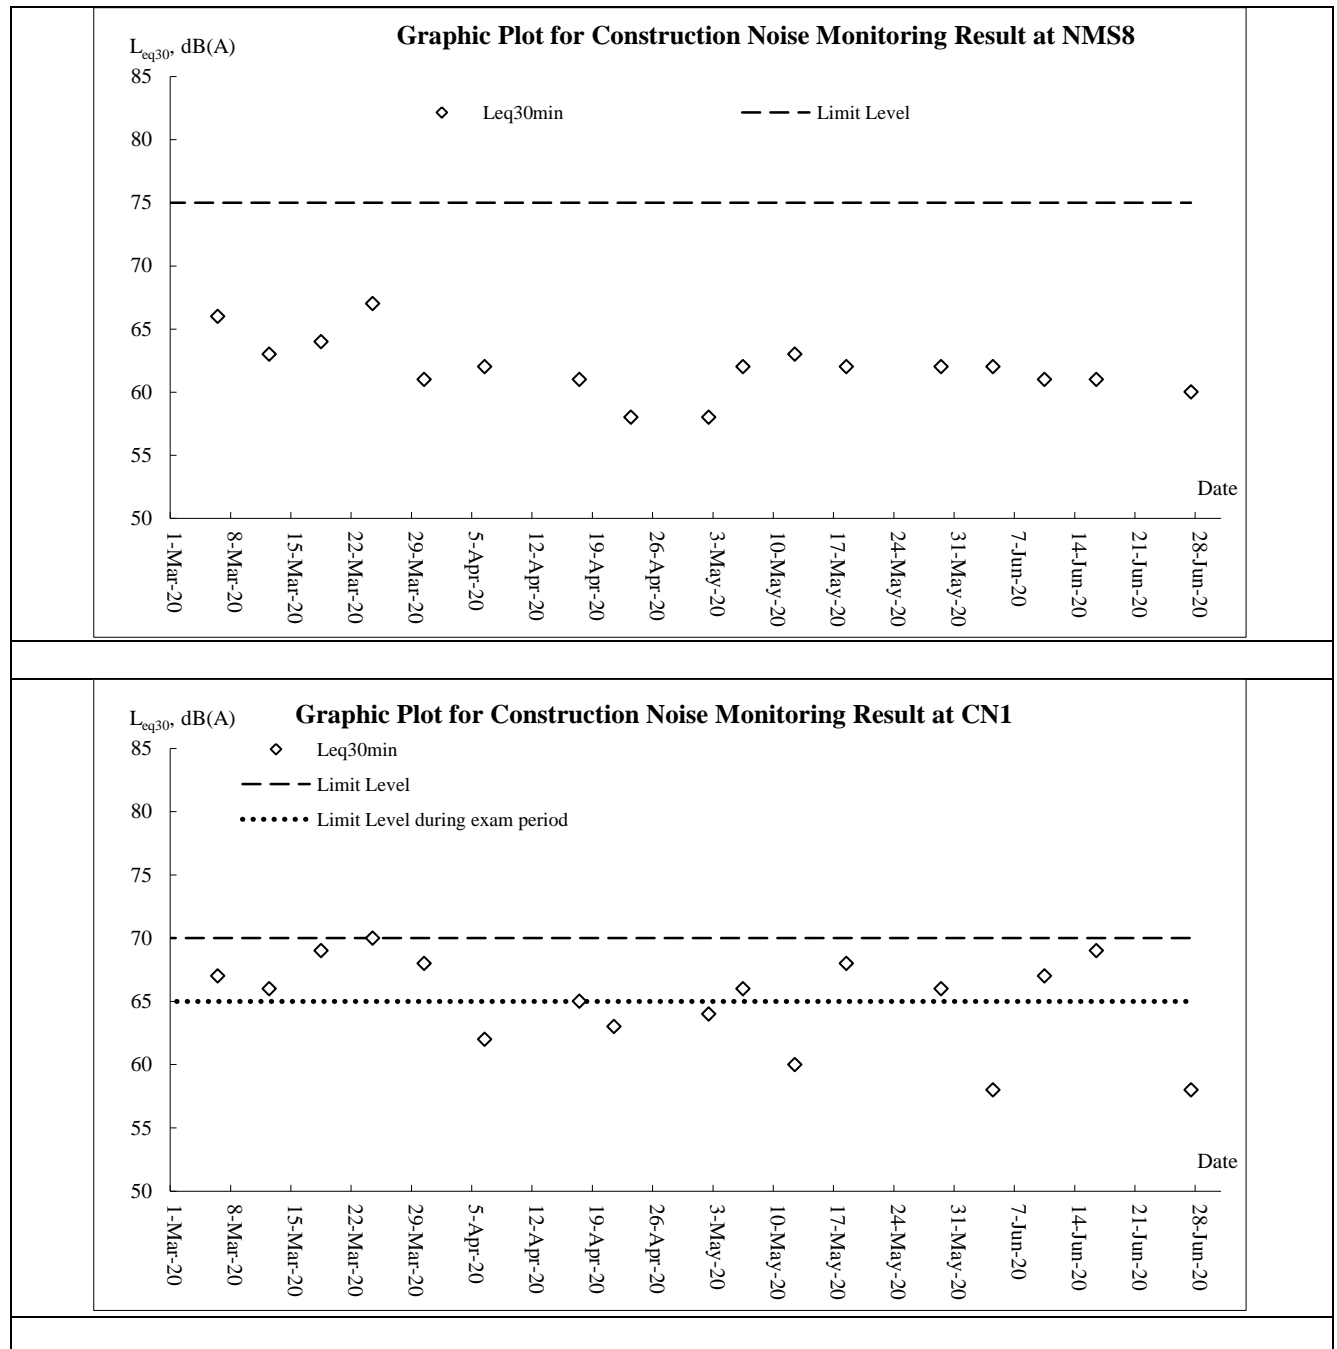 Graphic Plot for Construction Noise Monitoring Result at NMS8
Leq30, dB(A)
85
Leq30min
Limit Level
80
75
70
65
60
55
Date
50
1-Mar-20
8-Mar-20
15-Mar-20
22-Mar-20
29-Mar-20
5-Apr-20
12-Apr-20
19-Apr-20
26-Apr-20
3-May-20
10-May-20
17-May-20
24-May-20
31-May-20
7-Jun-20
14-Jun-20
21-Jun-20
28-Jun-20
Graphic Plot for Construction Noise Monitoring Result at CN1
Leq30, dB(A)
Leq30min
85
Limit Level
Limit Level during exam period
80
75
70
65
60
55
Date
50
1-Mar-20
8-Mar-20
15-Mar-20
22-Mar-20
29-Mar-20
5-Apr-20
12-Apr-20
19-Apr-20
26-Apr-20
3-May-20
10-May-20
17-May-20
24-May-20
31-May-20
7-Jun-20
14-Jun-20
21-Jun-20
28-Jun-20